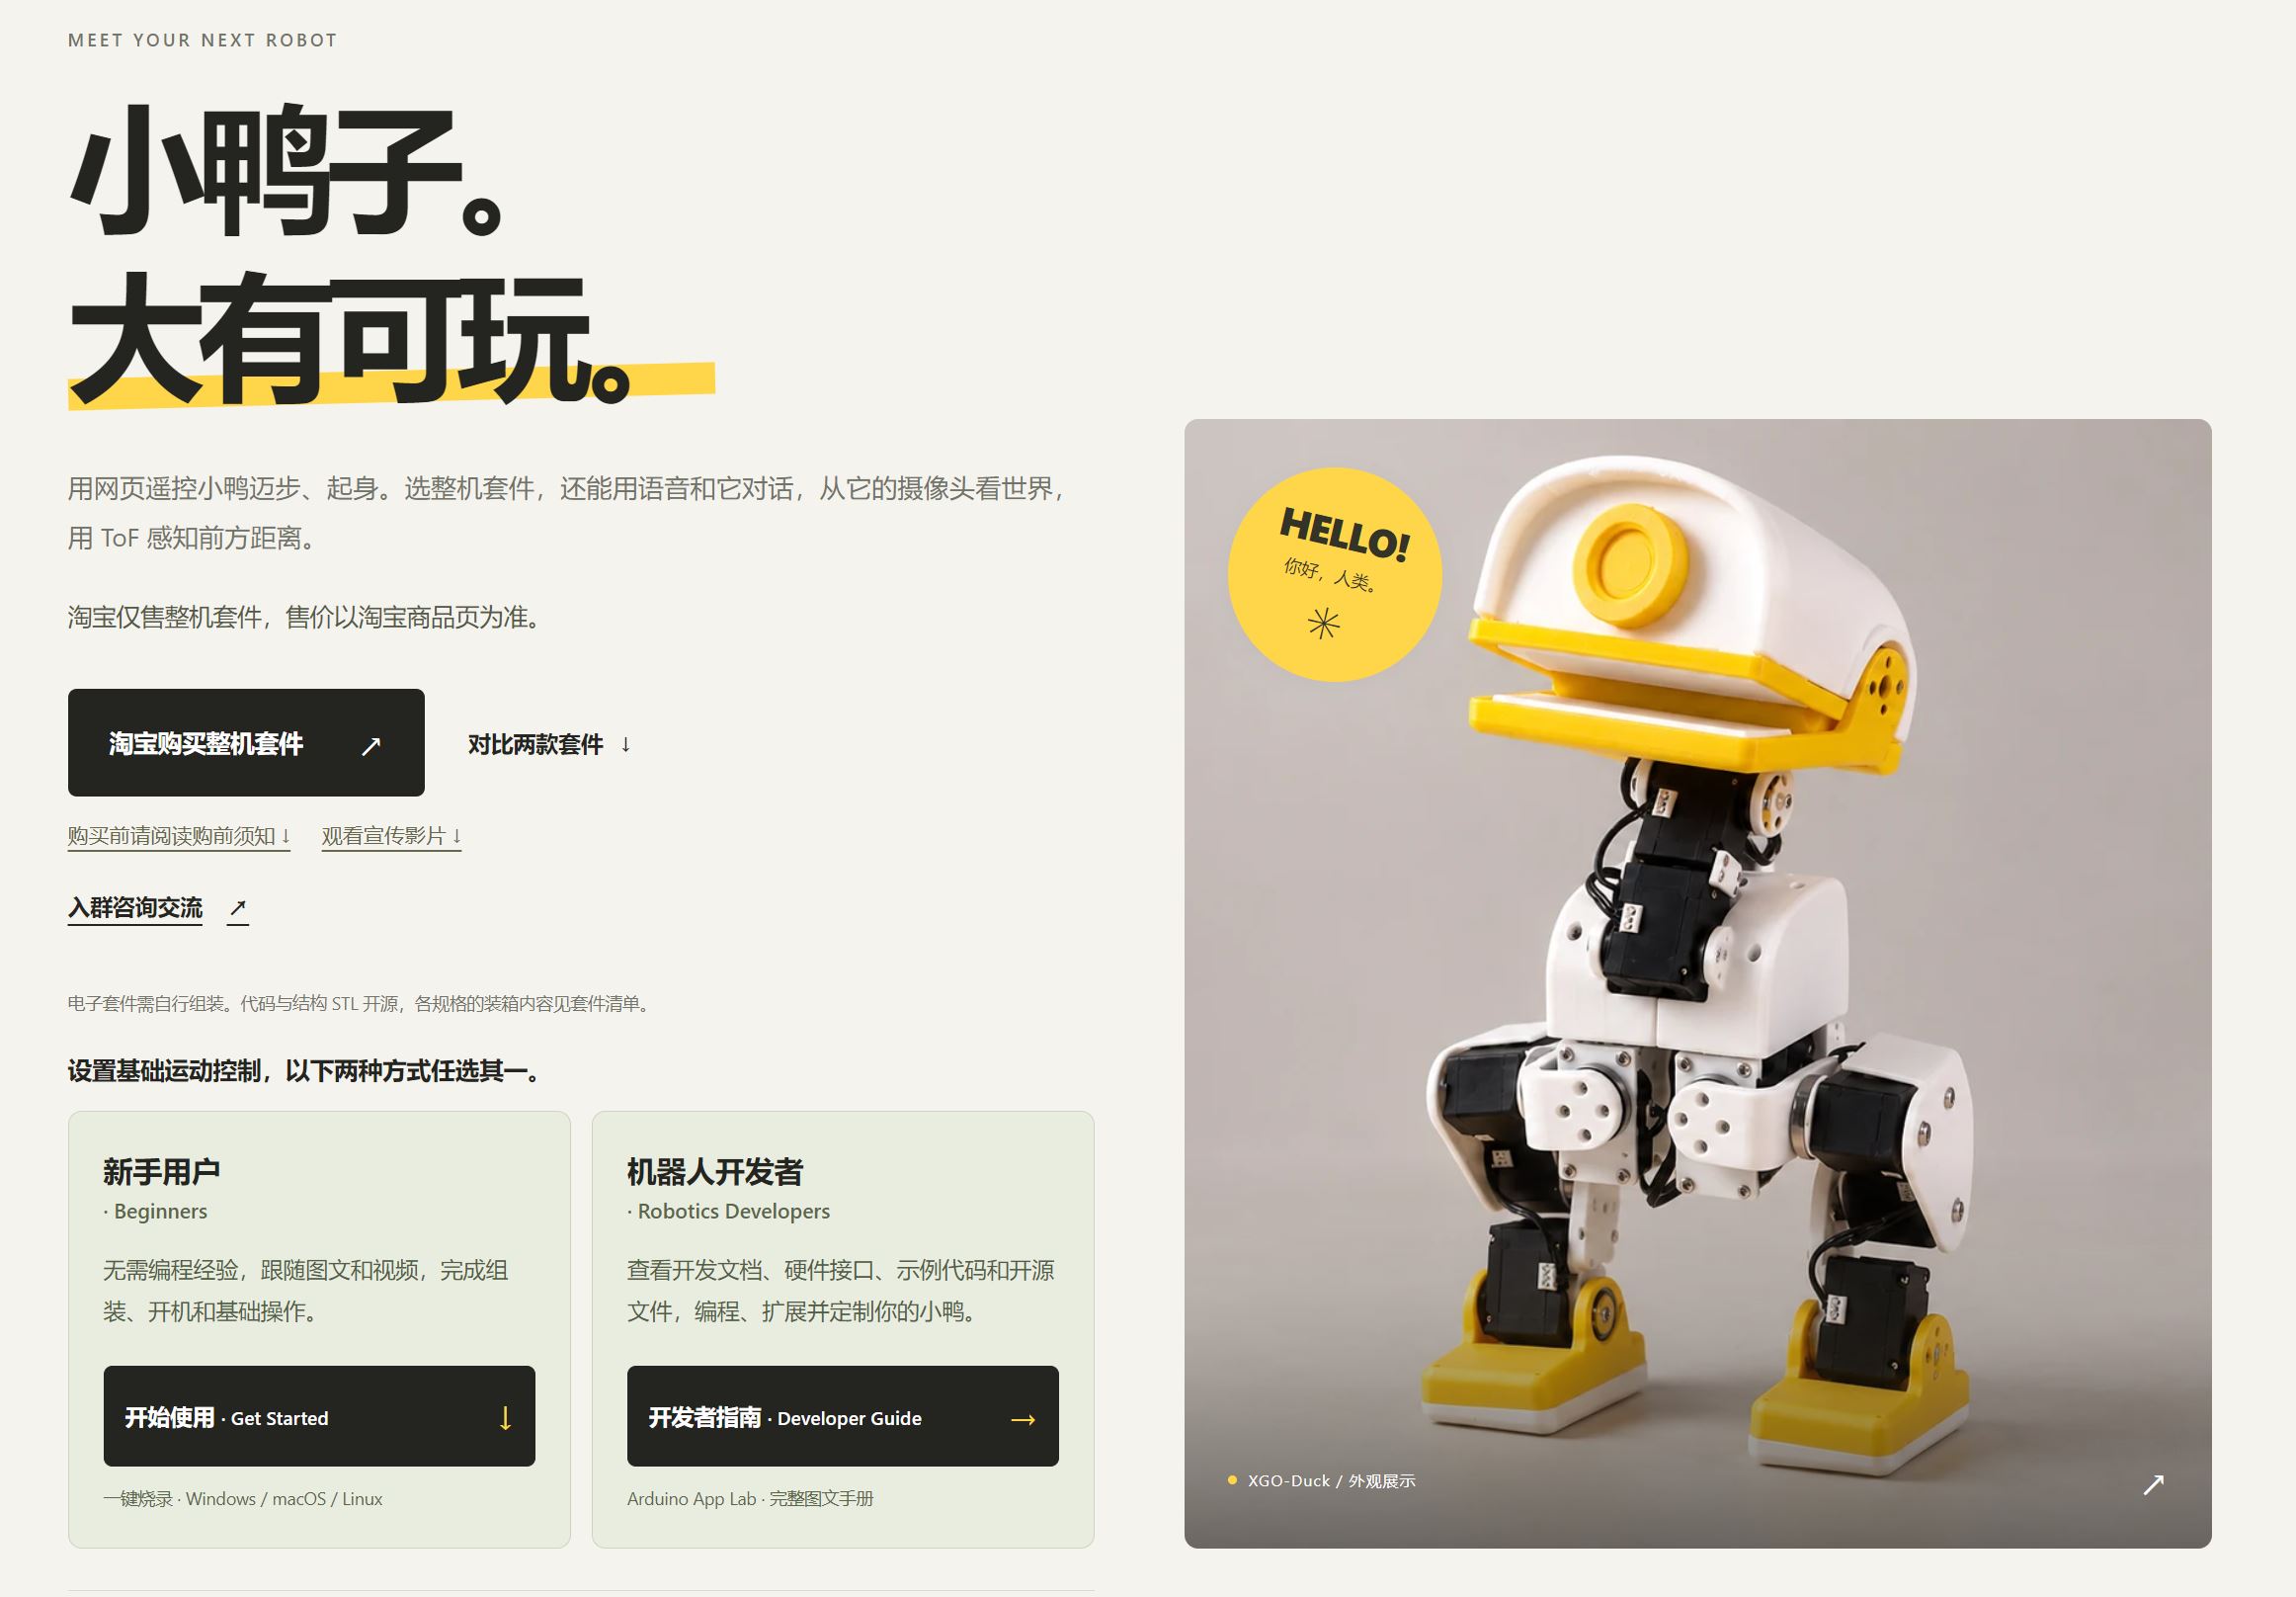 MEET YOUR NEXT ROBOT
小鸭子。
大有可玩。
用网页遥控小鸭迈步、起身。选整机套件，还能用语音和它对话，从它的摄像头看世界，
用 ToF 感知前方距离。
淘宝仅售整机套件，售价以淘宝商品页为准。
淘宝购买整机套件 ↗
对比两款套件 ↓
购买前请阅读购前须知 ↓
观看宣传影片 ↓
入群咨询交流 ↗
电子套件需自行组装。代码与结构 STL 开源，各规格的装箱内容见套件清单。
设置基础运动控制，以下两种方式任选其一。
新手用户
· Beginners
无需编程经验，跟随图文和视频，完成组
装、开机和基础操作。
开始使用 · Get Started ↓
一键烧录 · Windows / macOS / Linux
机器人开发者
· Robotics Developers
查看开发文档、硬件接口、示例代码和开源
文件，编程、扩展并定制你的小鸭。
开发者指南 · Developer Guide →
Arduino App Lab · 完整图文手册
HELLO!
你好，人类。
XGO-Duck / 外观展示 ↗